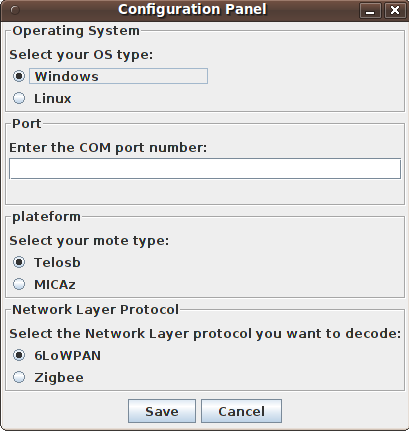 Configuration Panel
Operating System
Select your OS type:
Windows
Linux
Port
Enter the COM port number:
plateform
Select your mote type:
Telosb
MICAz
Network Layer Protocol
Select the Network Layer protocol you want to decode:
6LoWPAN
Zigbee
Save Cancel